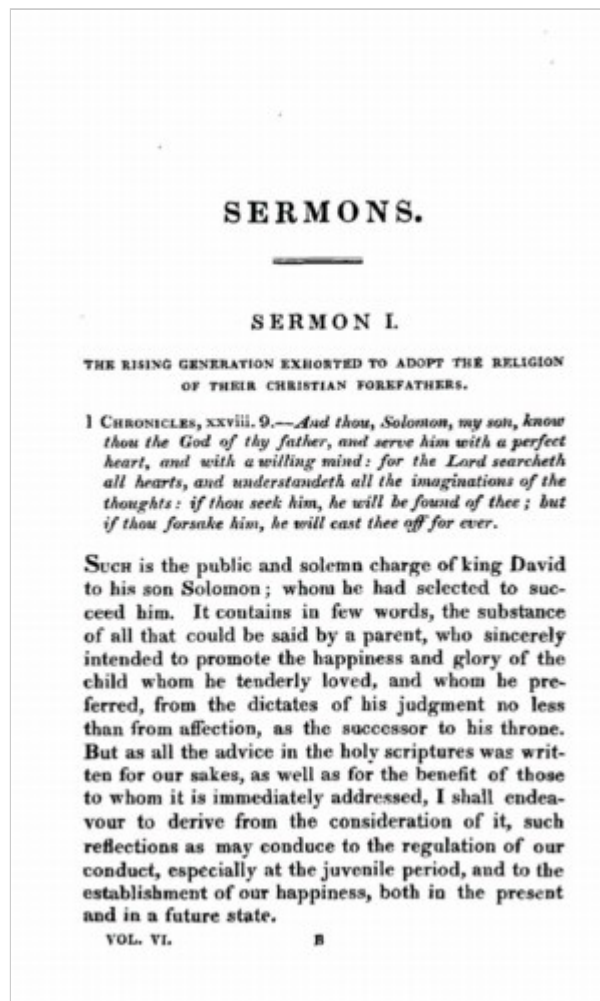 SERMONS.
SERMON I.
THE RISING GENERATION EXHORTED TO ADOPT THE RELIGION
OF THEIR CHRISTIAN FOREFATHERS.
1 CHRONICLES, xxviii. 9.—And thou, Solomon, my son, know
thou the God of thy father, and serve him with a perfect
heart, and with a willing mind: for the Lord searcheth
all hearts, and understandeth all the imaginations of the
thoughts: if thou seek him, he will be found of thee; but
if thou forsake him, he will cast thee off for ever.
SUCH is the public and solemn charge of king David
to his son Solomon; whom he had selected to suc-
ceed him. It contains in few words, the substance
of all that could be said by a parent, who sincerely
intended to promote the happiness and glory of the
child whom he tenderly loved, and whom he pre-
ferred, from the dictates of his judgment no less
than from affection, as the successor to his throne.
But as all the advice in the holy scriptures was writ-
ten for our sakes, as well as for the benefit of those
to whom it is immediately addressed, I shall endea-
vour to derive from the consideration of it, such
reflections as may conduce to the regulation of our
conduct, especially at the juvenile period, and to the
establishment of our happiness, both in the present
and in a future state.
VOL. VI. B